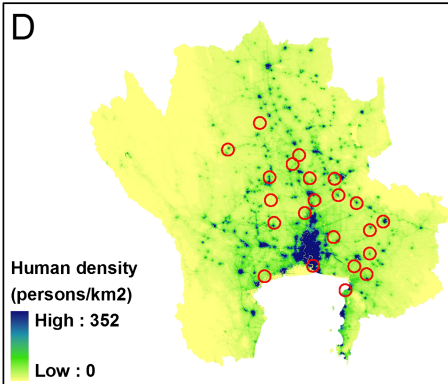 D
Human density
(persons/km2)
High : 352
Low : 0